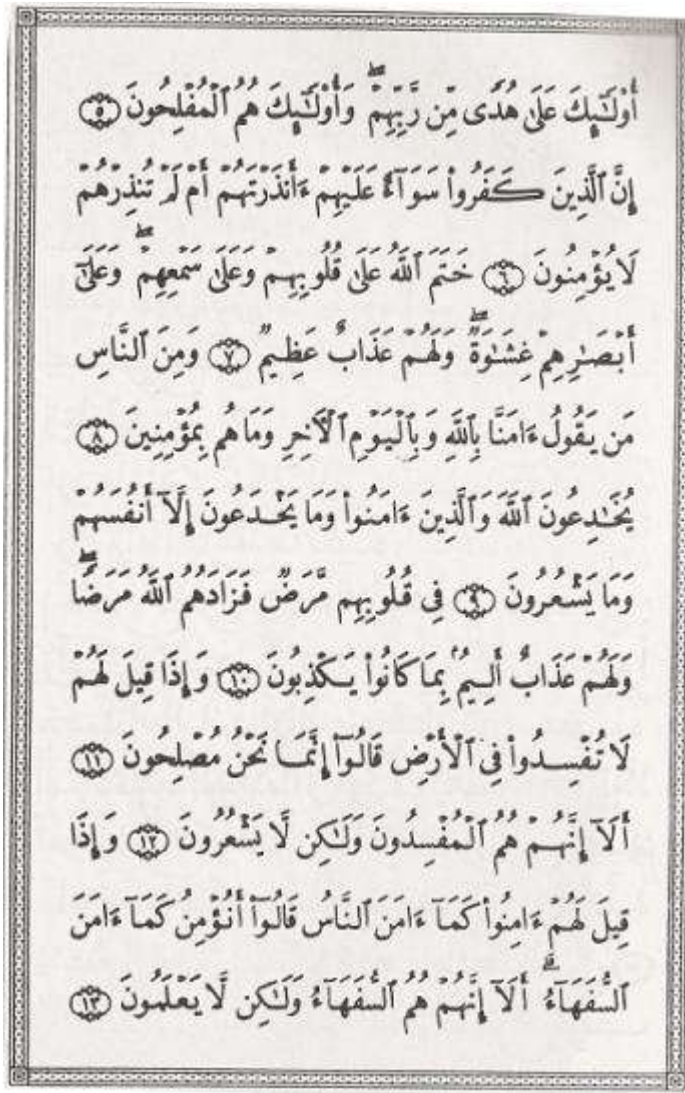 أُوْلَٰٓئِكَ عَلَىٰ هُدًى مِّن رَّبِّهِمْۖ وَأُوْلَٰٓئِكَ هُمُ ٱلْمُفْلِحُونَ ۝٥
إِنَّ ٱلَّذِينَ كَفَرُواْ سَوَآءٌ عَلَيْهِمْ ءَأَنذَرْتَهُمْ أَمْ لَمْ تُنذِرْهُمْ
لَا يُؤْمِنُونَ ۝٦ خَتَمَ ٱللَّهُ عَلَىٰ قُلُوبِهِمْ وَعَلَىٰ سَمْعِهِمْۖ وَعَلَىٰٓ
أَبْصَٰرِهِمْ غِشَٰوَةٌۖ وَلَهُمْ عَذَابٌ عَظِيمٌ ۝٧ وَمِنَ ٱلنَّاسِ
مَن يَقُولُ ءَامَنَّا بِٱللَّهِ وَبِٱلْيَوْمِ ٱلْأٓخِرِ وَمَا هُم بِمُؤْمِنِينَ ۝٨
يُخَٰدِعُونَ ٱللَّهَ وَٱلَّذِينَ ءَامَنُواْ وَمَا يَخْدَعُونَ إِلَّآ أَنفُسَهُمْ
وَمَا يَشْعُرُونَ ۝٩ فِى قُلُوبِهِم مَّرَضٌ فَزَادَهُمُ ٱللَّهُ مَرَضًاۖ
وَلَهُمْ عَذَابٌ أَلِيمٌۢ بِمَا كَانُواْ يَكْذِبُونَ ۝١٠ وَإِذَا قِيلَ لَهُمْ
لَا تُفْسِدُواْ فِى ٱلْأَرْضِ قَالُوٓاْ إِنَّمَا نَحْنُ مُصْلِحُونَ ۝١١
أَلَآ إِنَّهُمْ هُمُ ٱلْمُفْسِدُونَ وَلَٰكِن لَّا يَشْعُرُونَ ۝١٢ وَإِذَا
قِيلَ لَهُمْ ءَامِنُواْ كَمَآ ءَامَنَ ٱلنَّاسُ قَالُوٓاْ أَنُؤْمِنُ كَمَآ ءَامَنَ
ٱلسُّفَهَآءُۗ أَلَآ إِنَّهُمْ هُمُ ٱلسُّفَهَآءُ وَلَٰكِن لَّا يَعْلَمُونَ ۝١٣